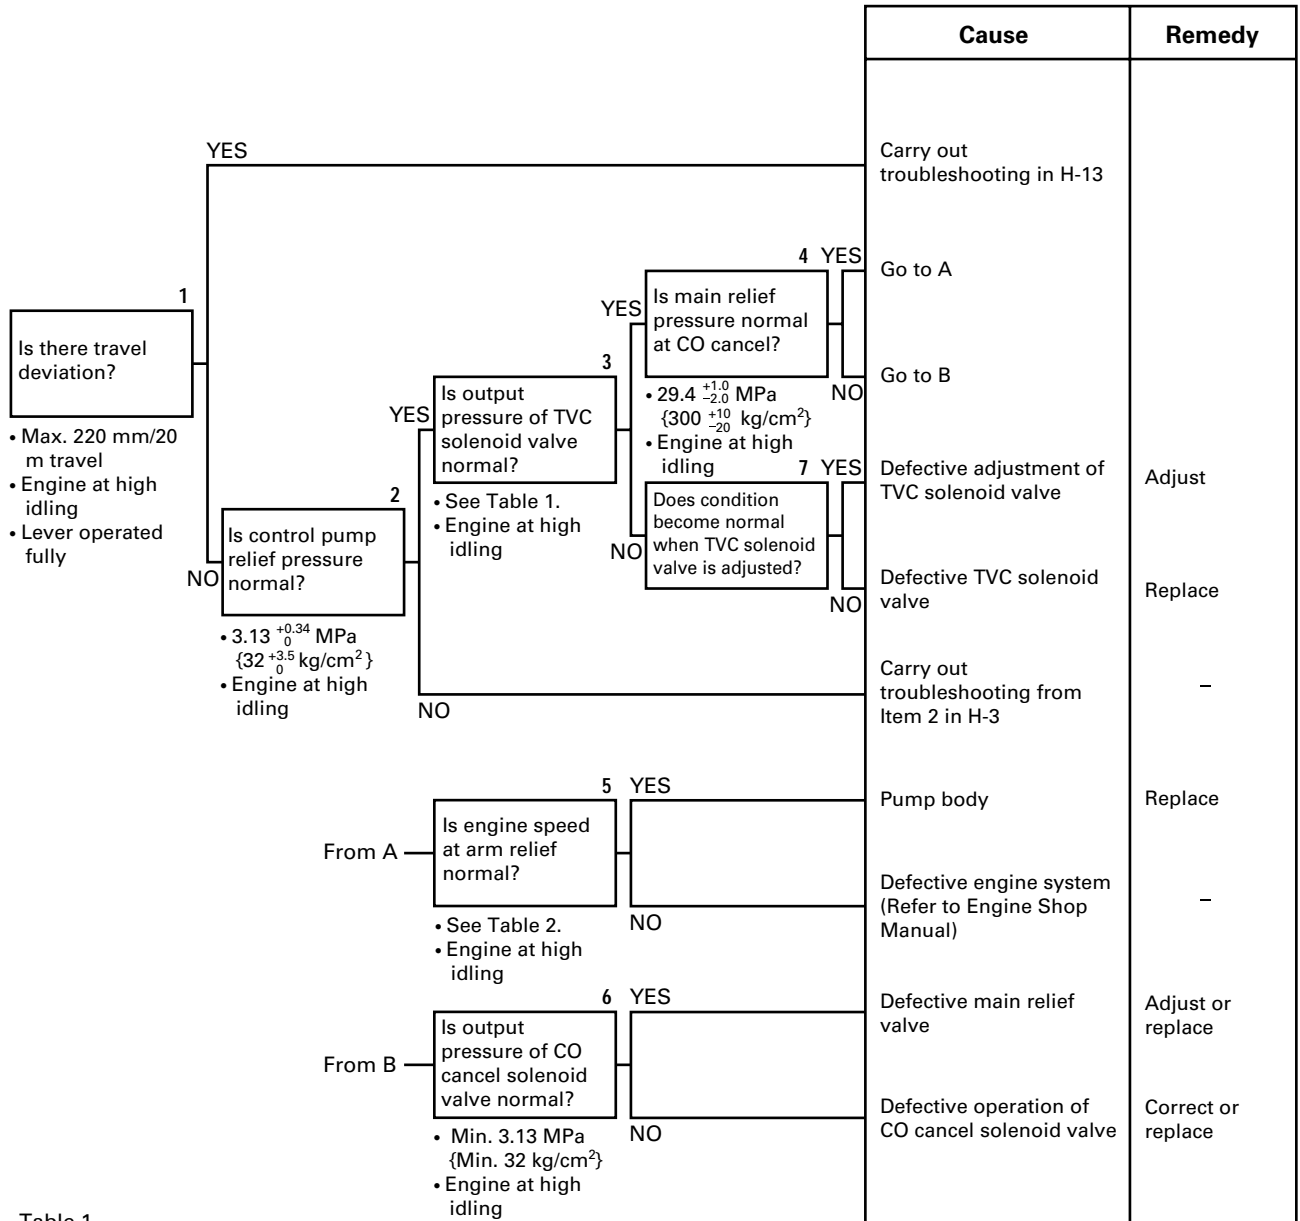 Cause
Remedy
YES
Carry out
troubleshooting in H-13
4 YES
Go to A
1
Is there travel
deviation?
• Max. 220 mm/20
m travel
• Engine at high
idling
• Lever operated
fully
YES
Is main relief
pressure normal
at CO cancel?
NO
Go to B
• 29.4 +1.0 −2.0 MPa
{300 +10 −20 kg/cm²}
• Engine at high
idling
3
YES
Is output
pressure of TVC
solenoid valve
normal?
• See Table 1.
• Engine at high
idling
7 YES
Defective adjustment of
TVC solenoid valve
Adjust
NO
Does condition
become normal
when TVC solenoid
valve is adjusted?
NO
Defective TVC solenoid
valve
Replace
2
NO
Is control pump
relief pressure
normal?
• 3.13 +0.34 0 MPa
{32 +3.5 0 kg/cm²}
• Engine at high
idling
NO
Carry out
troubleshooting from
Item 2 in H-3
–
5 YES
Pump body
Replace
From A
Is engine speed
at arm relief
normal?
• See Table 2.
• Engine at high
idling
NO
Defective engine system
(Refer to Engine Shop
Manual)
–
6 YES
Defective main relief
valve
Adjust or
replace
From B
Is output
pressure of CO
cancel solenoid
valve normal?
• Min. 3.13 MPa
{Min. 32 kg/cm²}
• Engine at high
idling
NO
Defective operation of
CO cancel solenoid valve
Correct or
replace
Table 1